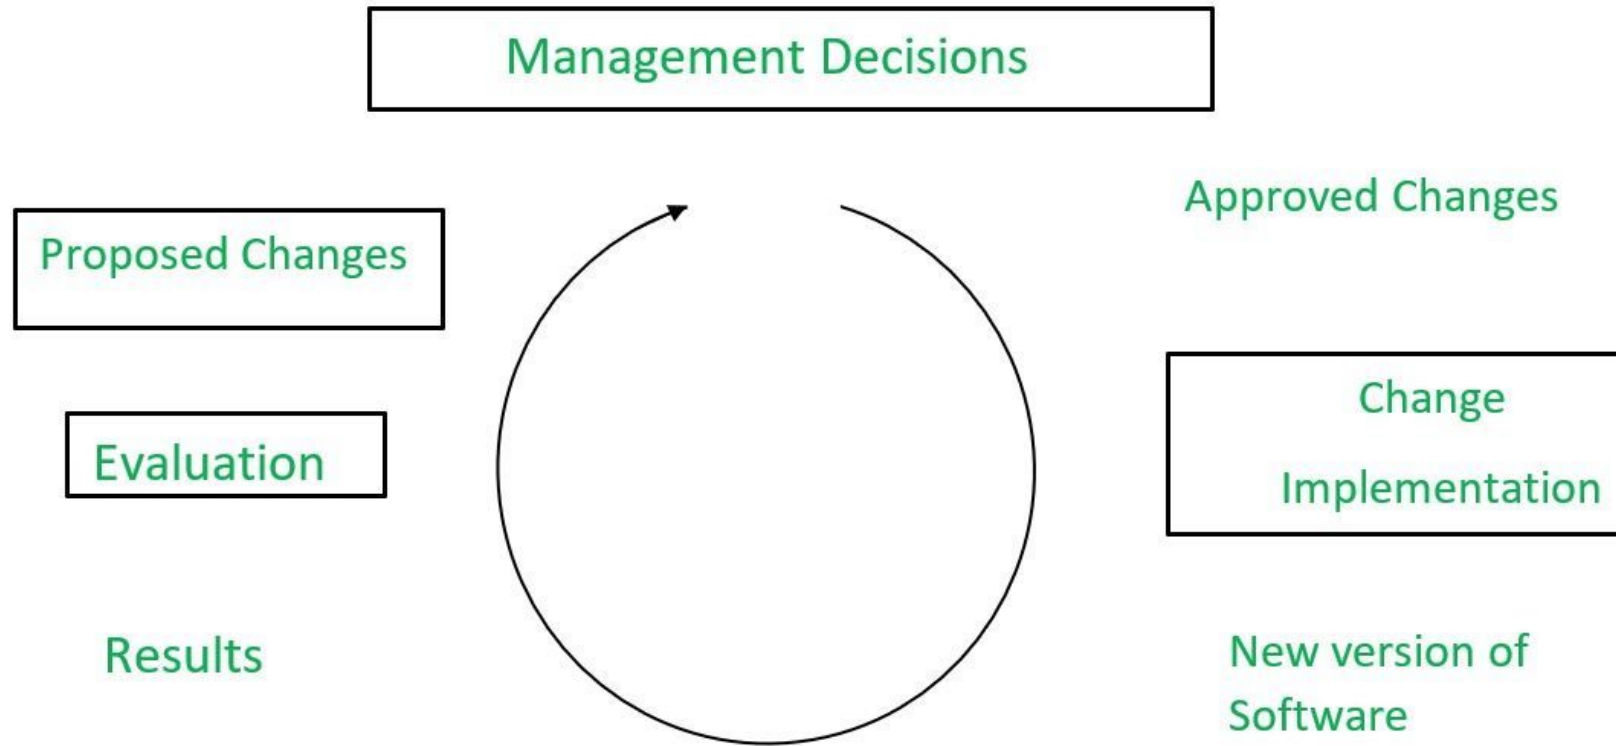 Management Decisions
Approved Changes
Proposed Changes
Change
Implementation
Evaluation
New version of
Software
Results